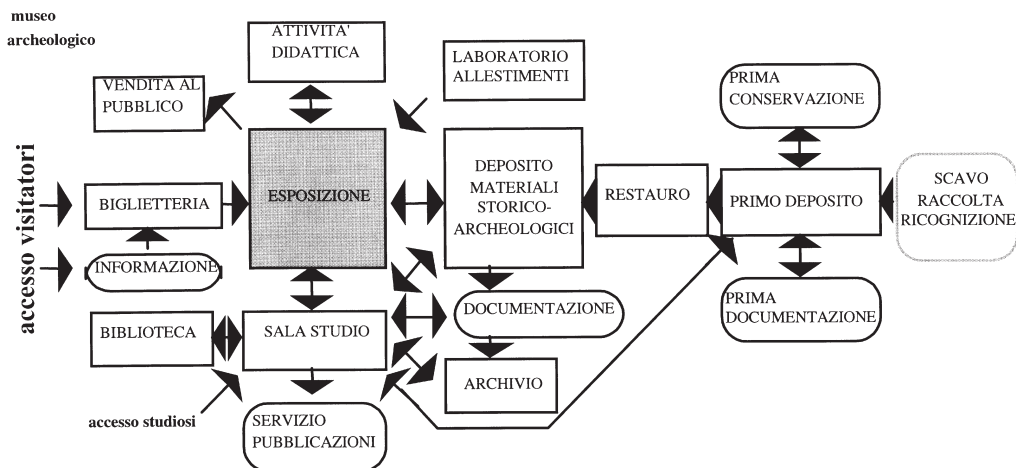 museo
archeologico
ATTIVITA'
DIDATTICA
LABORATORIO
ALLESTIMENTI
VENDITA AL
PUBBLICO
PRIMA
CONSERVAZIONE
ESPOSIZIONE
DEPOSITO
MATERIALI
STORICO-
ARCHEOLOGICI
RESTAURO
PRIMO DEPOSITO
SCAVO
RACCOLTA
RICOGNIZIONE
accesso visitatori
BIGLIETTERIA
INFORMAZIONE
BIBLIOTECA
SALA STUDIO
DOCUMENTAZIONE
PRIMA
DOCUMENTAZIONE
ARCHIVIO
accesso studiosi
SERVIZIO
PUBBLICAZIONI